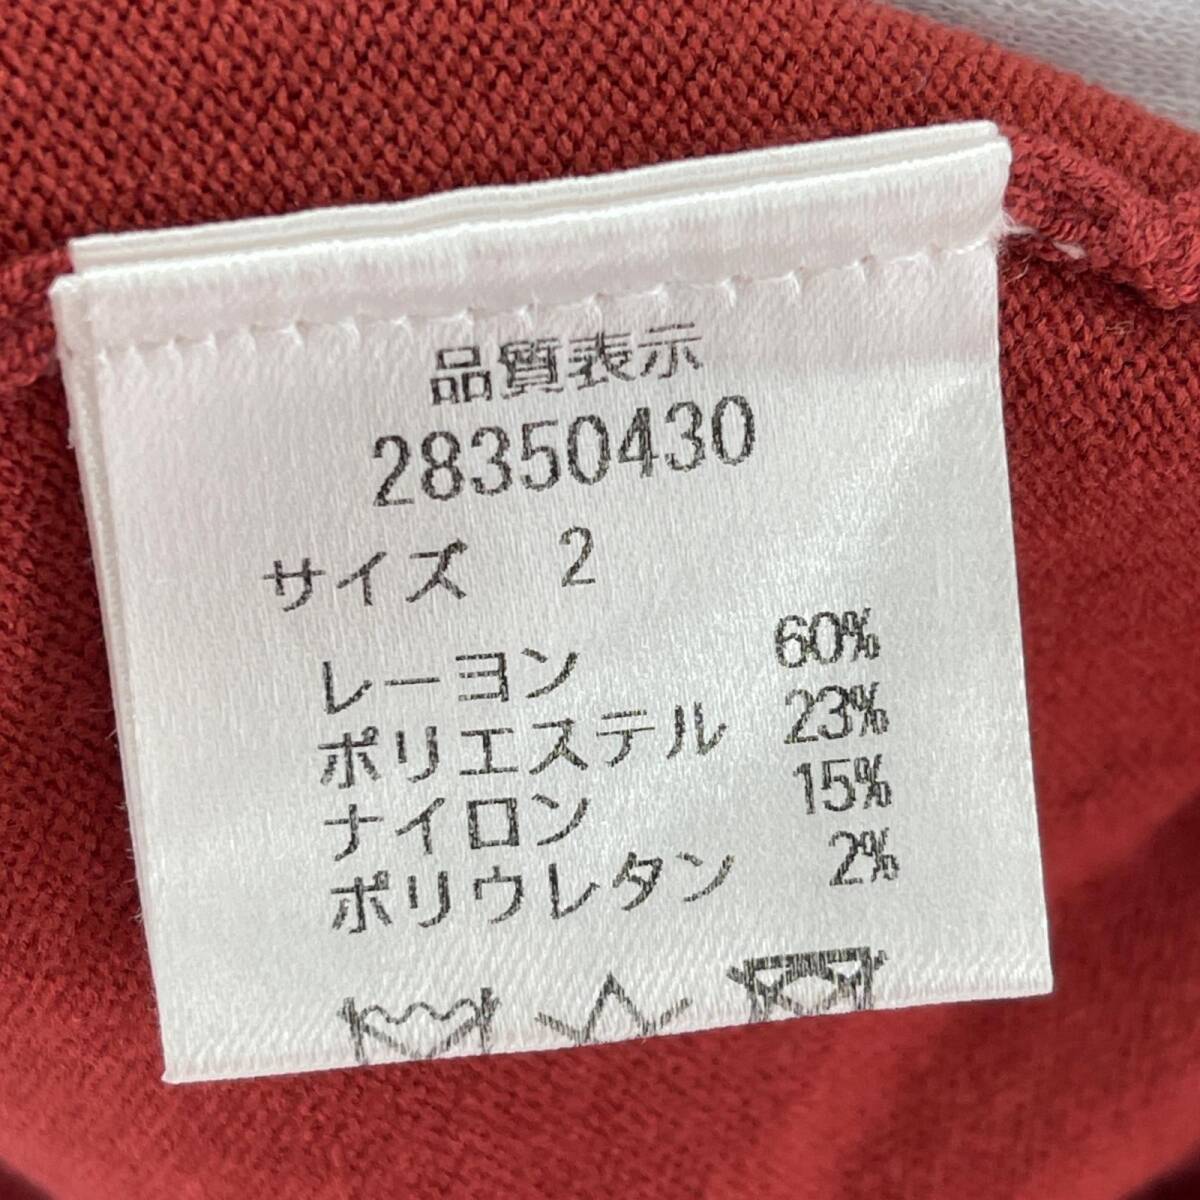 品質表示
28350430
サイズ 2
レーヨン 60%
ポリエステル 23%
ナイロン 15%
ポリウレタン 2%